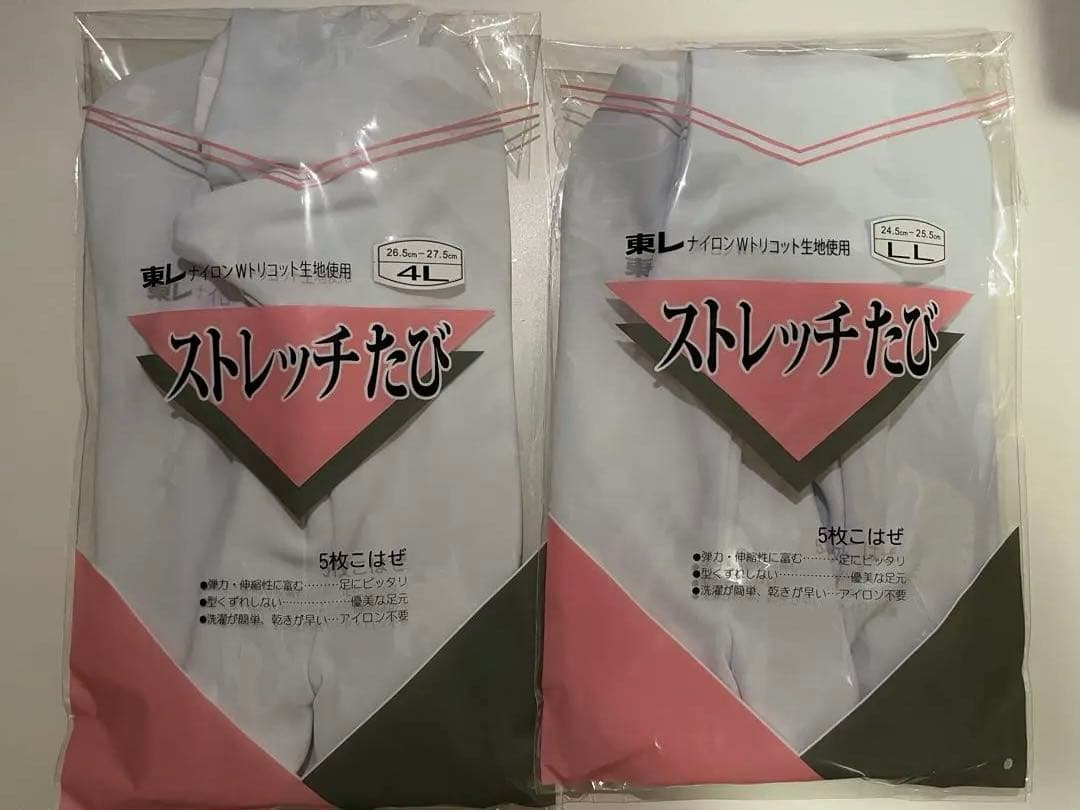 東レ ナイロンWトリコット生地使用
26.5cm－27.5cm
4L
ストレッチたび
5枚こはぜ
●弾力・伸縮性に富む………足にピッタリ
●型くずれしない………………優美な足元
●洗濯が簡単、乾きが早い…アイロン不要
東レ ナイロンWトリコット生地使用
24.5cm－25.5cm
LL
ストレッチたび
5枚こはぜ
●弾力・伸縮性に富む………足にピッタリ
●型くずれしない………………優美な足元
●洗濯が簡単、乾きが早い…アイロン不要